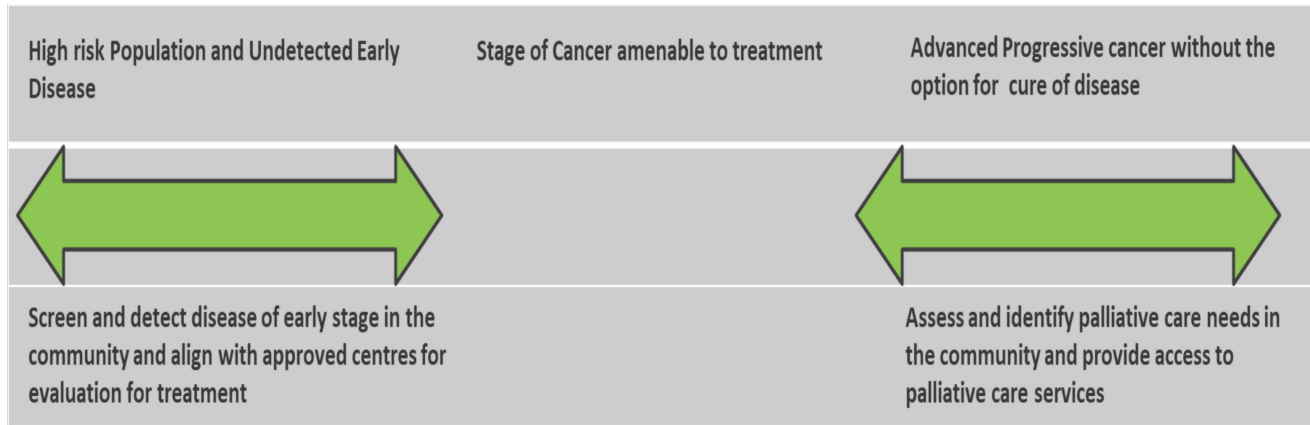 High risk Population and Undetected Early
Disease
Stage of Cancer amenable to treatment
Advanced Progressive cancer without the
option for cure of disease
Screen and detect disease of early stage in the
community and align with approved centres for
evaluation for treatment
Assess and identify palliative care needs in
the community and provide access to
palliative care services